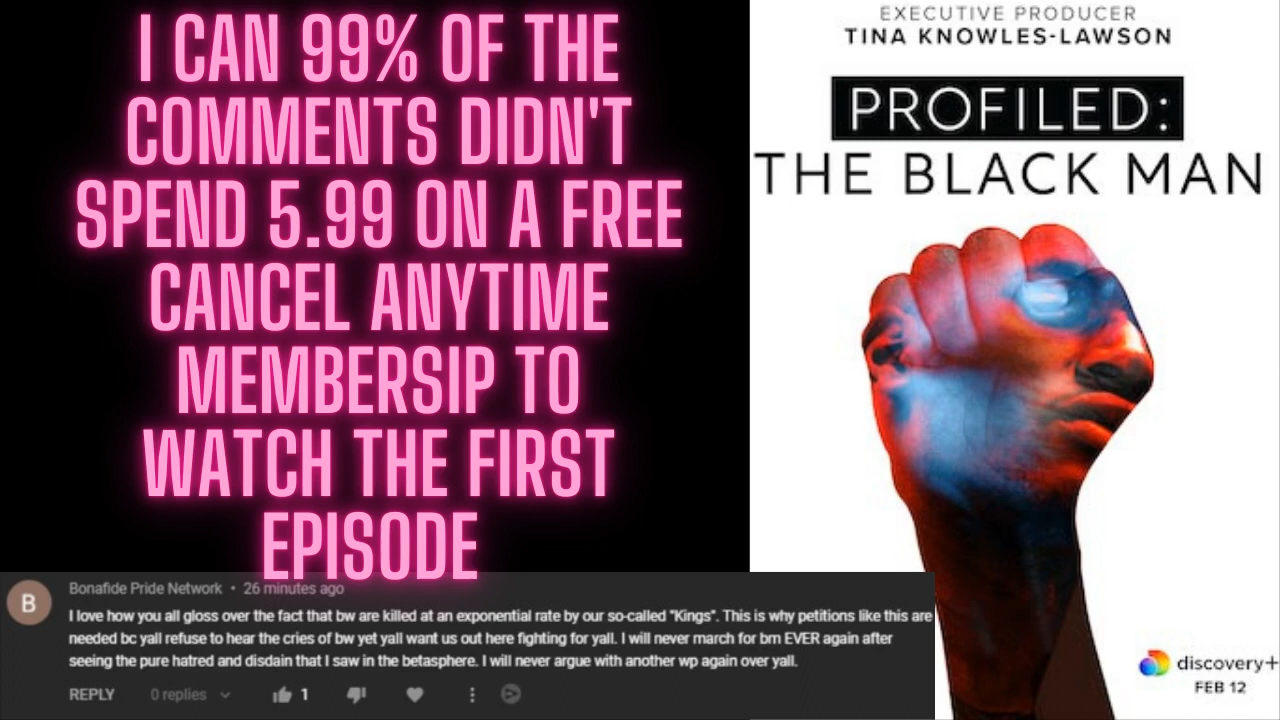 I CAN 99% OF THE
COMMENTS DIDN'T
SPEND 5.99 ON A FREE
CANCEL ANYTIME
MEMBERSIP TO
WATCH THE FIRST
EPISODE
Bonafide Pride Network • 26 minutes ago
B
I love how you all gloss over the fact that bw are killed at an exponential rate by our so-called "Kings". This is why petitions like this are
needed bc yall refuse to hear the cries of bw yet yall want us out here fighting for yall. I will never march for bm EVER again after
seeing the pure hatred and disdain that I saw in the betasphere. I will never argue with another wp again over yall.
REPLY 0 replies 1
EXECUTIVE PRODUCER
TINA KNOWLES-LAWSON
PROFILED:
THE BLACK MAN
discovery+
FEB 12